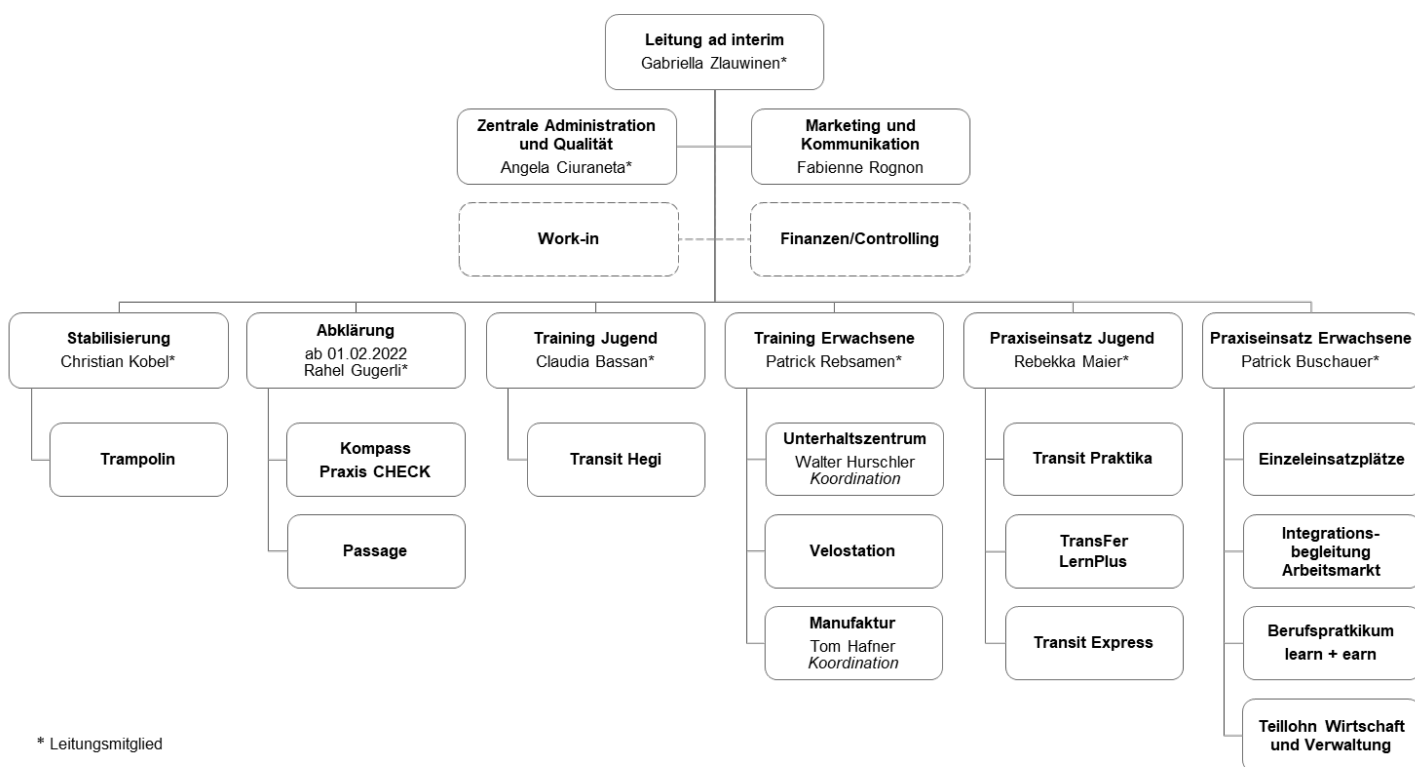 Leitung ad interim
Gabriella Zlauwinen*
Zentrale Administration
und Qualität
Angela Ciuraneta*
Marketing und
Kommunikation
Fabienne Rognon
Work-in
Finanzen/Controlling
Stabilisierung
Christian Kobel*
Abklärung
ab 01.02.2022
Rahel Gugerli*
Training Jugend
Claudia Bassan*
Training Erwachsene
Patrick Rebsamen*
Praxiseinsatz Jugend
Rebekka Maier*
Praxiseinsatz Erwachsene
Patrick Buschauer*
Trampolin
Kompass
Praxis CHECK
Passage
Transit Hegi
Unterhaltszentrum
Walter Hurschler
Koordination
Velostation
Manufaktur
Tom Hafner
Koordination
Transit Praktika
TransFer
LernPlus
Transit Express
Einzeleinsatzplätze
Integrations-
begleitung
Arbeitsmarkt
Berufspratkikum
learn + earn
Teillohn Wirtschaft
und Verwaltung
* Leitungsmitglied